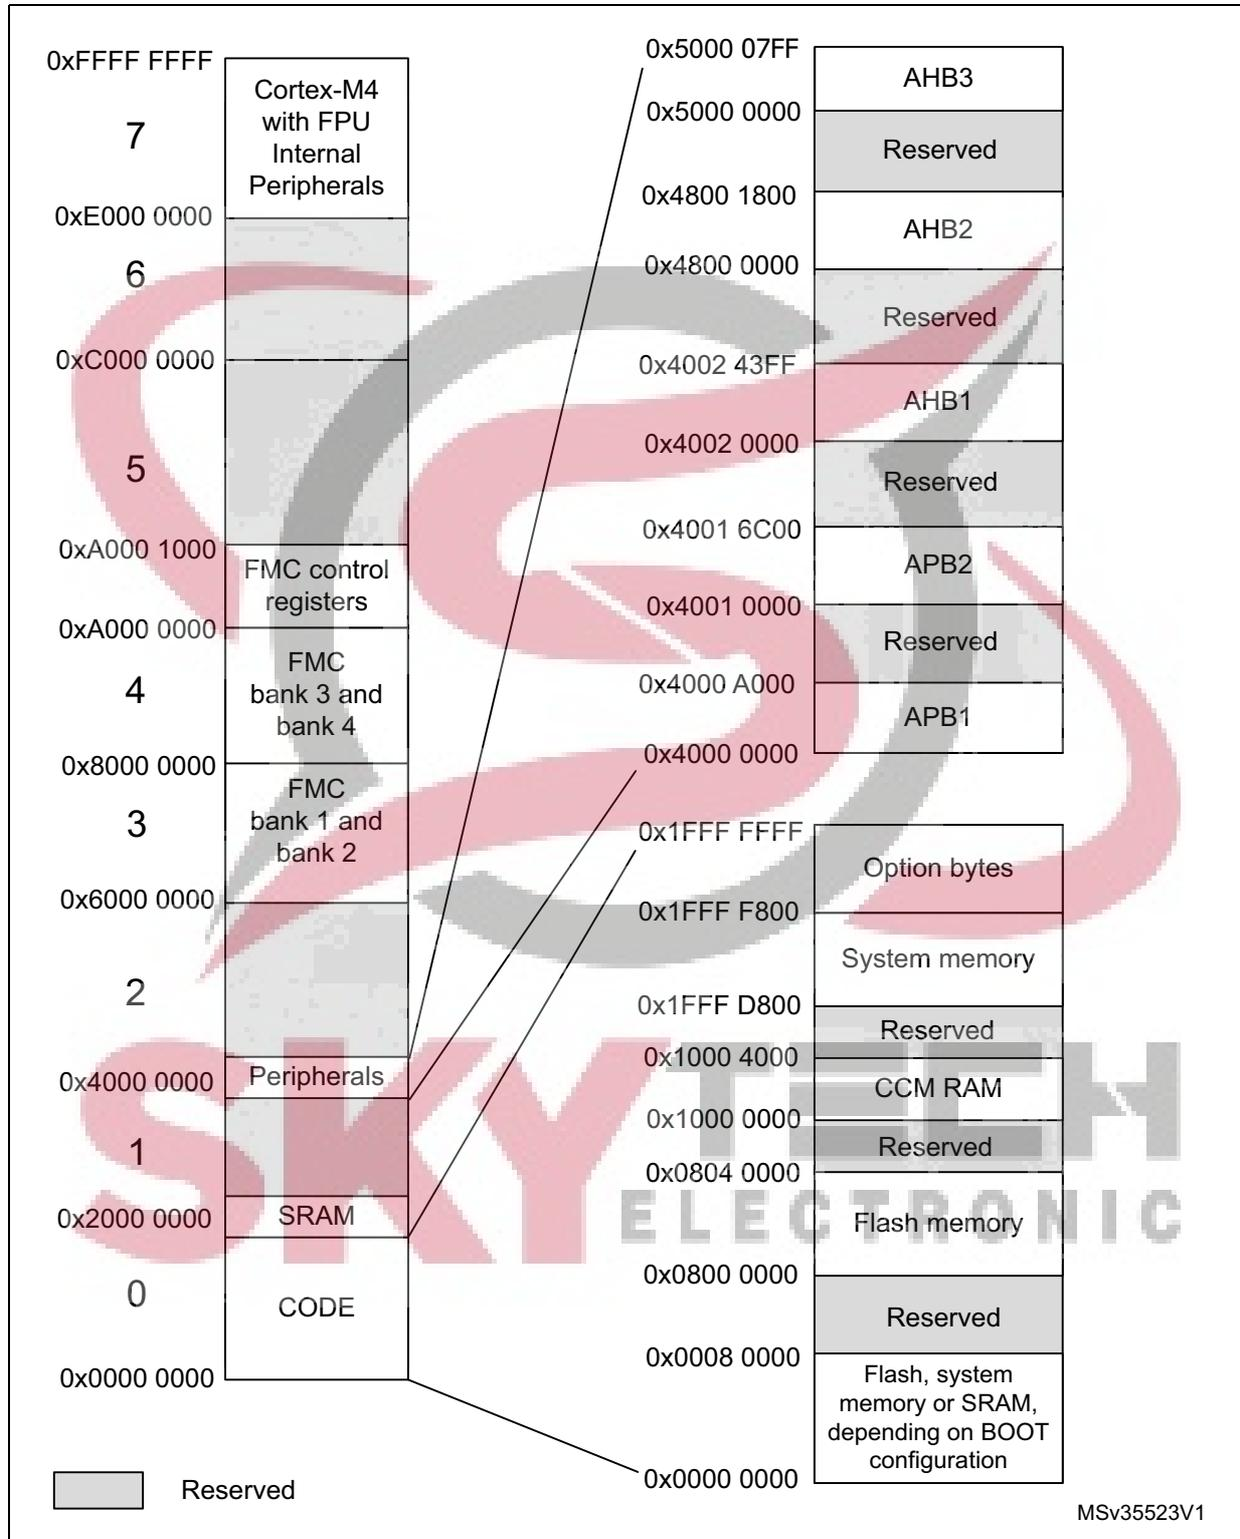 0xFFFF FFFF
7
Cortex-M4
with FPU
Internal
Peripherals
0xE000 0000
6
0xC000 0000
5
0xA000 1000
FMC control
registers
0xA000 0000
4
FMC
bank 3 and
bank 4
0x8000 0000
3
FMC
bank 1 and
bank 2
0x6000 0000
2
Peripherals
0x4000 0000
1
0x2000 0000
SRAM
0
CODE
0x0000 0000
Reserved
0x5000 07FF
AHB3
0x5000 0000
Reserved
0x4800 1800
AHB2
0x4800 0000
Reserved
0x4002 43FF
AHB1
0x4002 0000
Reserved
0x4001 6C00
APB2
0x4001 0000
Reserved
0x4000 A000
APB1
0x4000 0000
0x1FFF FFFF
Option bytes
0x1FFF F800
System memory
0x1FFF D800
Reserved
0x1000 4000
CCM RAM
0x1000 0000
Reserved
0x0804 0000
Flash memory
0x0800 0000
Reserved
0x0008 0000
Flash, system
memory or SRAM,
depending on BOOT
configuration
0x0000 0000
MSv35523V1
SKYTECH
ELECTRONIC